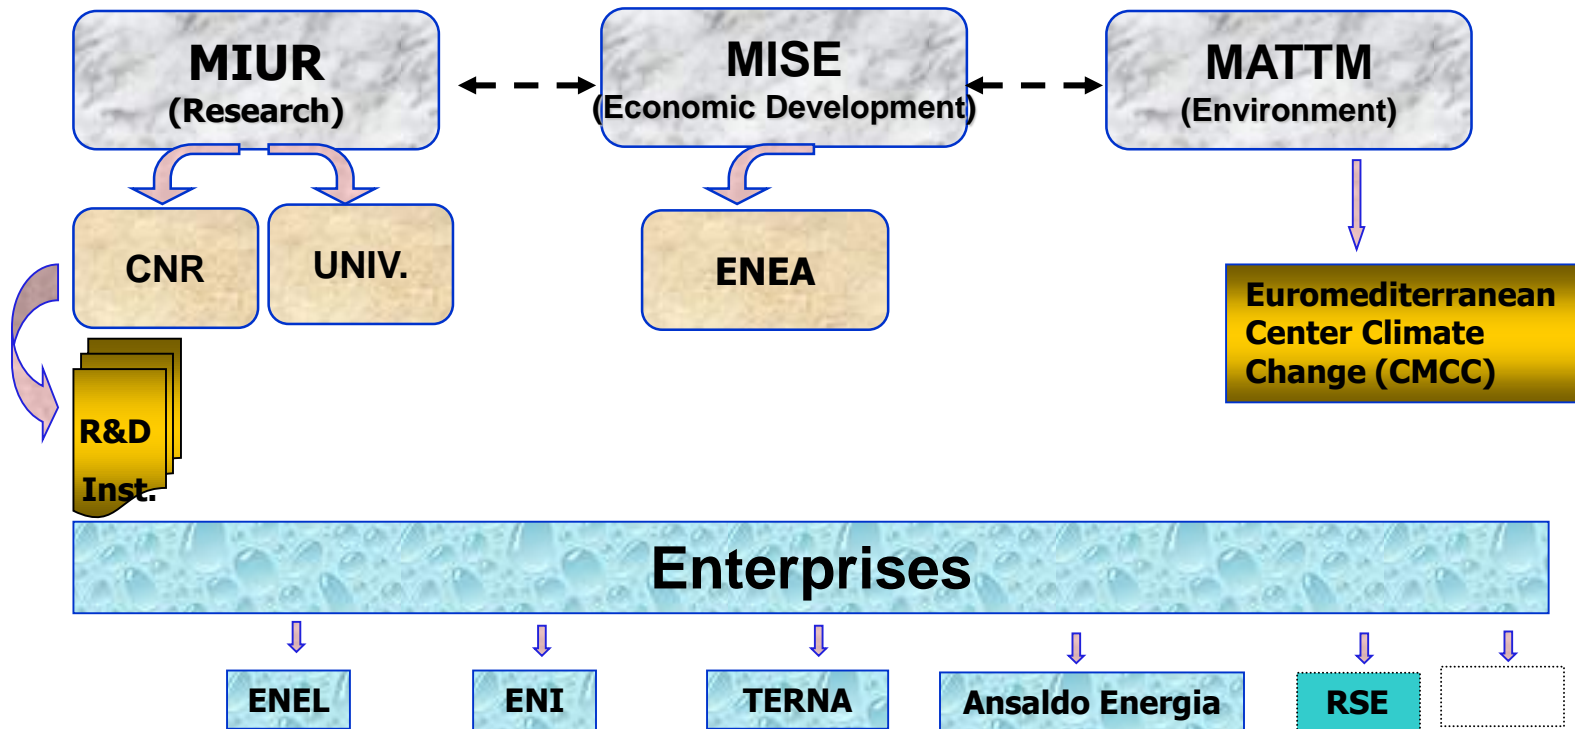 MIUR
(Research)
MISE
(Economic Development)
MATTM
(Environment)
CNR
UNIV.
ENEA
Euromediterranean
Center Climate
Change (CMCC)
R&D
Inst.
Enterprises
ENEL
ENI
TERNA
Ansaldo Energia
RSE